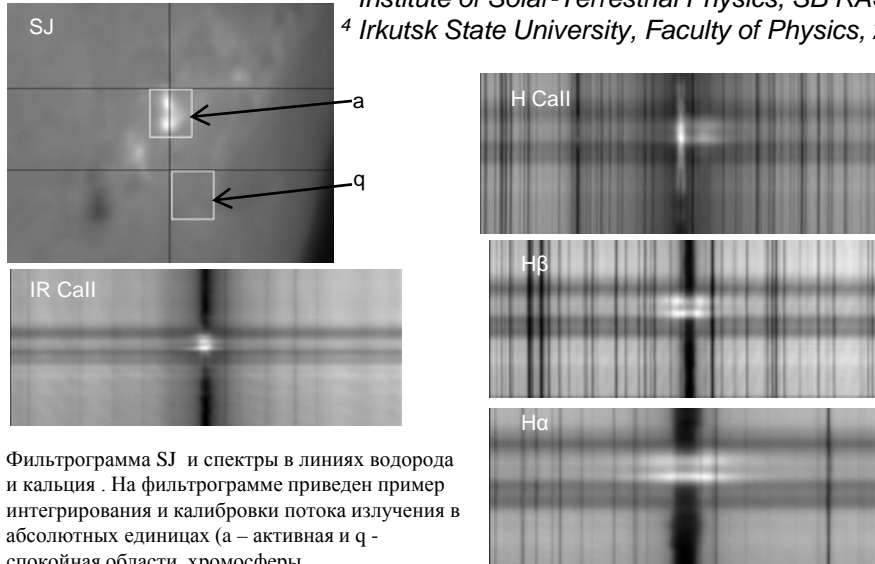 Institute of Solar-Terrestrial Physics, SB RAS
4 Irkutsk State University, Faculty of Physics,
SJ
a
q
H CaII
Hβ
IR CaII
Hα
Фильтрограмма SJ и спектры в линиях водорода
и кальция . На фильтрограмме приведен пример
интегрирования и калибровки потока излучения в
абсолютных единицах (а – активная и q -
спокойная области хромосферы